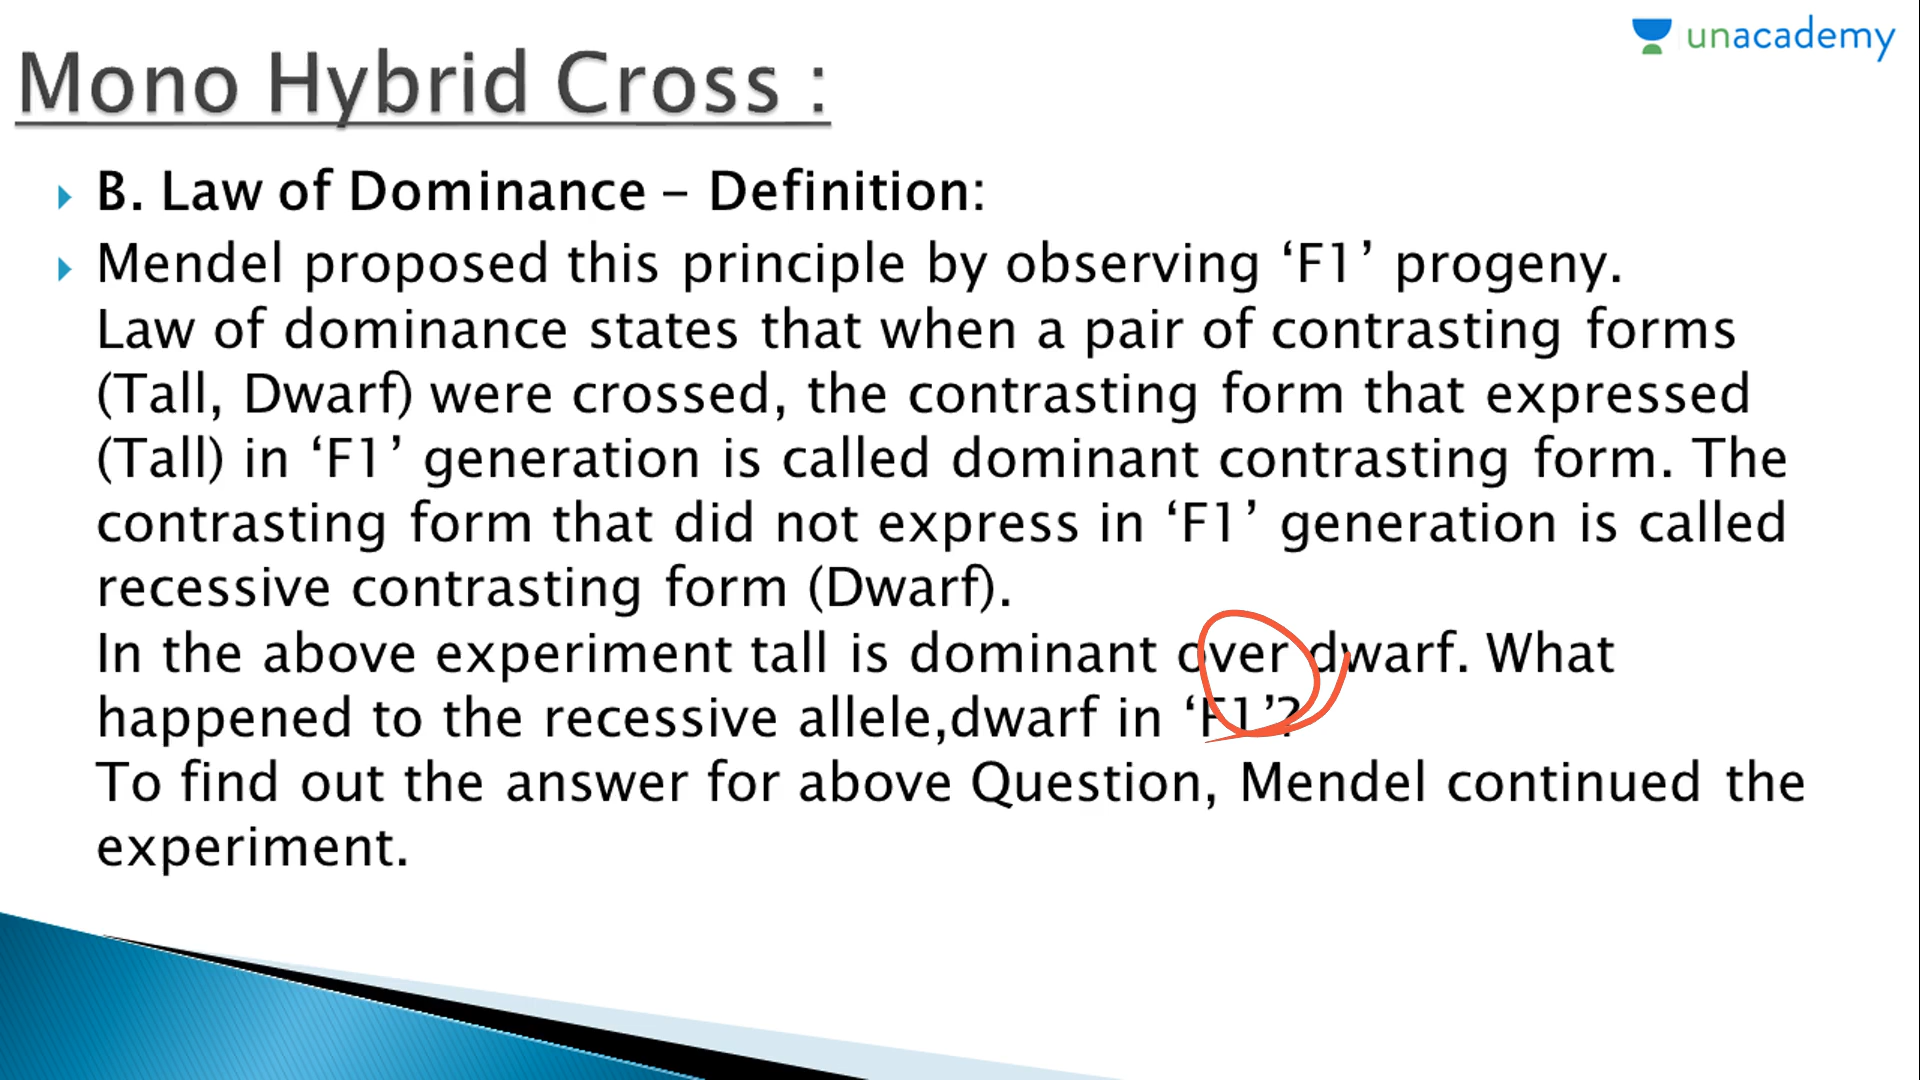 unacademy
Mono Hybrid Cross :
B. Law of Dominance – Definition:
Mendel proposed this principle by observing ‘F1’ progeny.
Law of dominance states that when a pair of contrasting forms
(Tall, Dwarf) were crossed, the contrasting form that expressed
(Tall) in ‘F1’ generation is called dominant contrasting form. The
contrasting form that did not express in ‘F1’ generation is called
recessive contrasting form (Dwarf).
In the above experiment tall is dominant over dwarf. What
happened to the recessive allele,dwarf in ‘F1’?
To find out the answer for above Question, Mendel continued the
experiment.